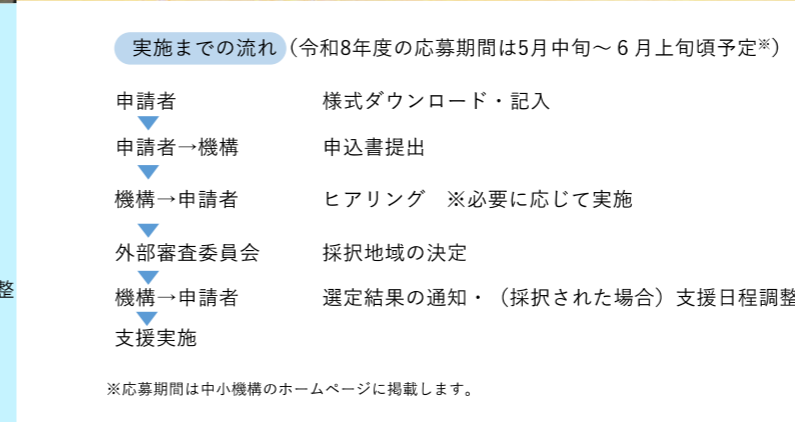 実施までの流れ（令和8年度の応募期間は5月中旬～６月上旬頃予定※）
申請者　様式ダウンロード・記入
申請者→機構　申込書提出
機構→申請者　ヒアリング　※必要に応じて実施
外部審査委員会　採択地域の決定
整
機構→申請者　選定結果の通知・（採択された場合）支援日程調整
支援実施
※応募期間は中小機構のホームページに掲載します。